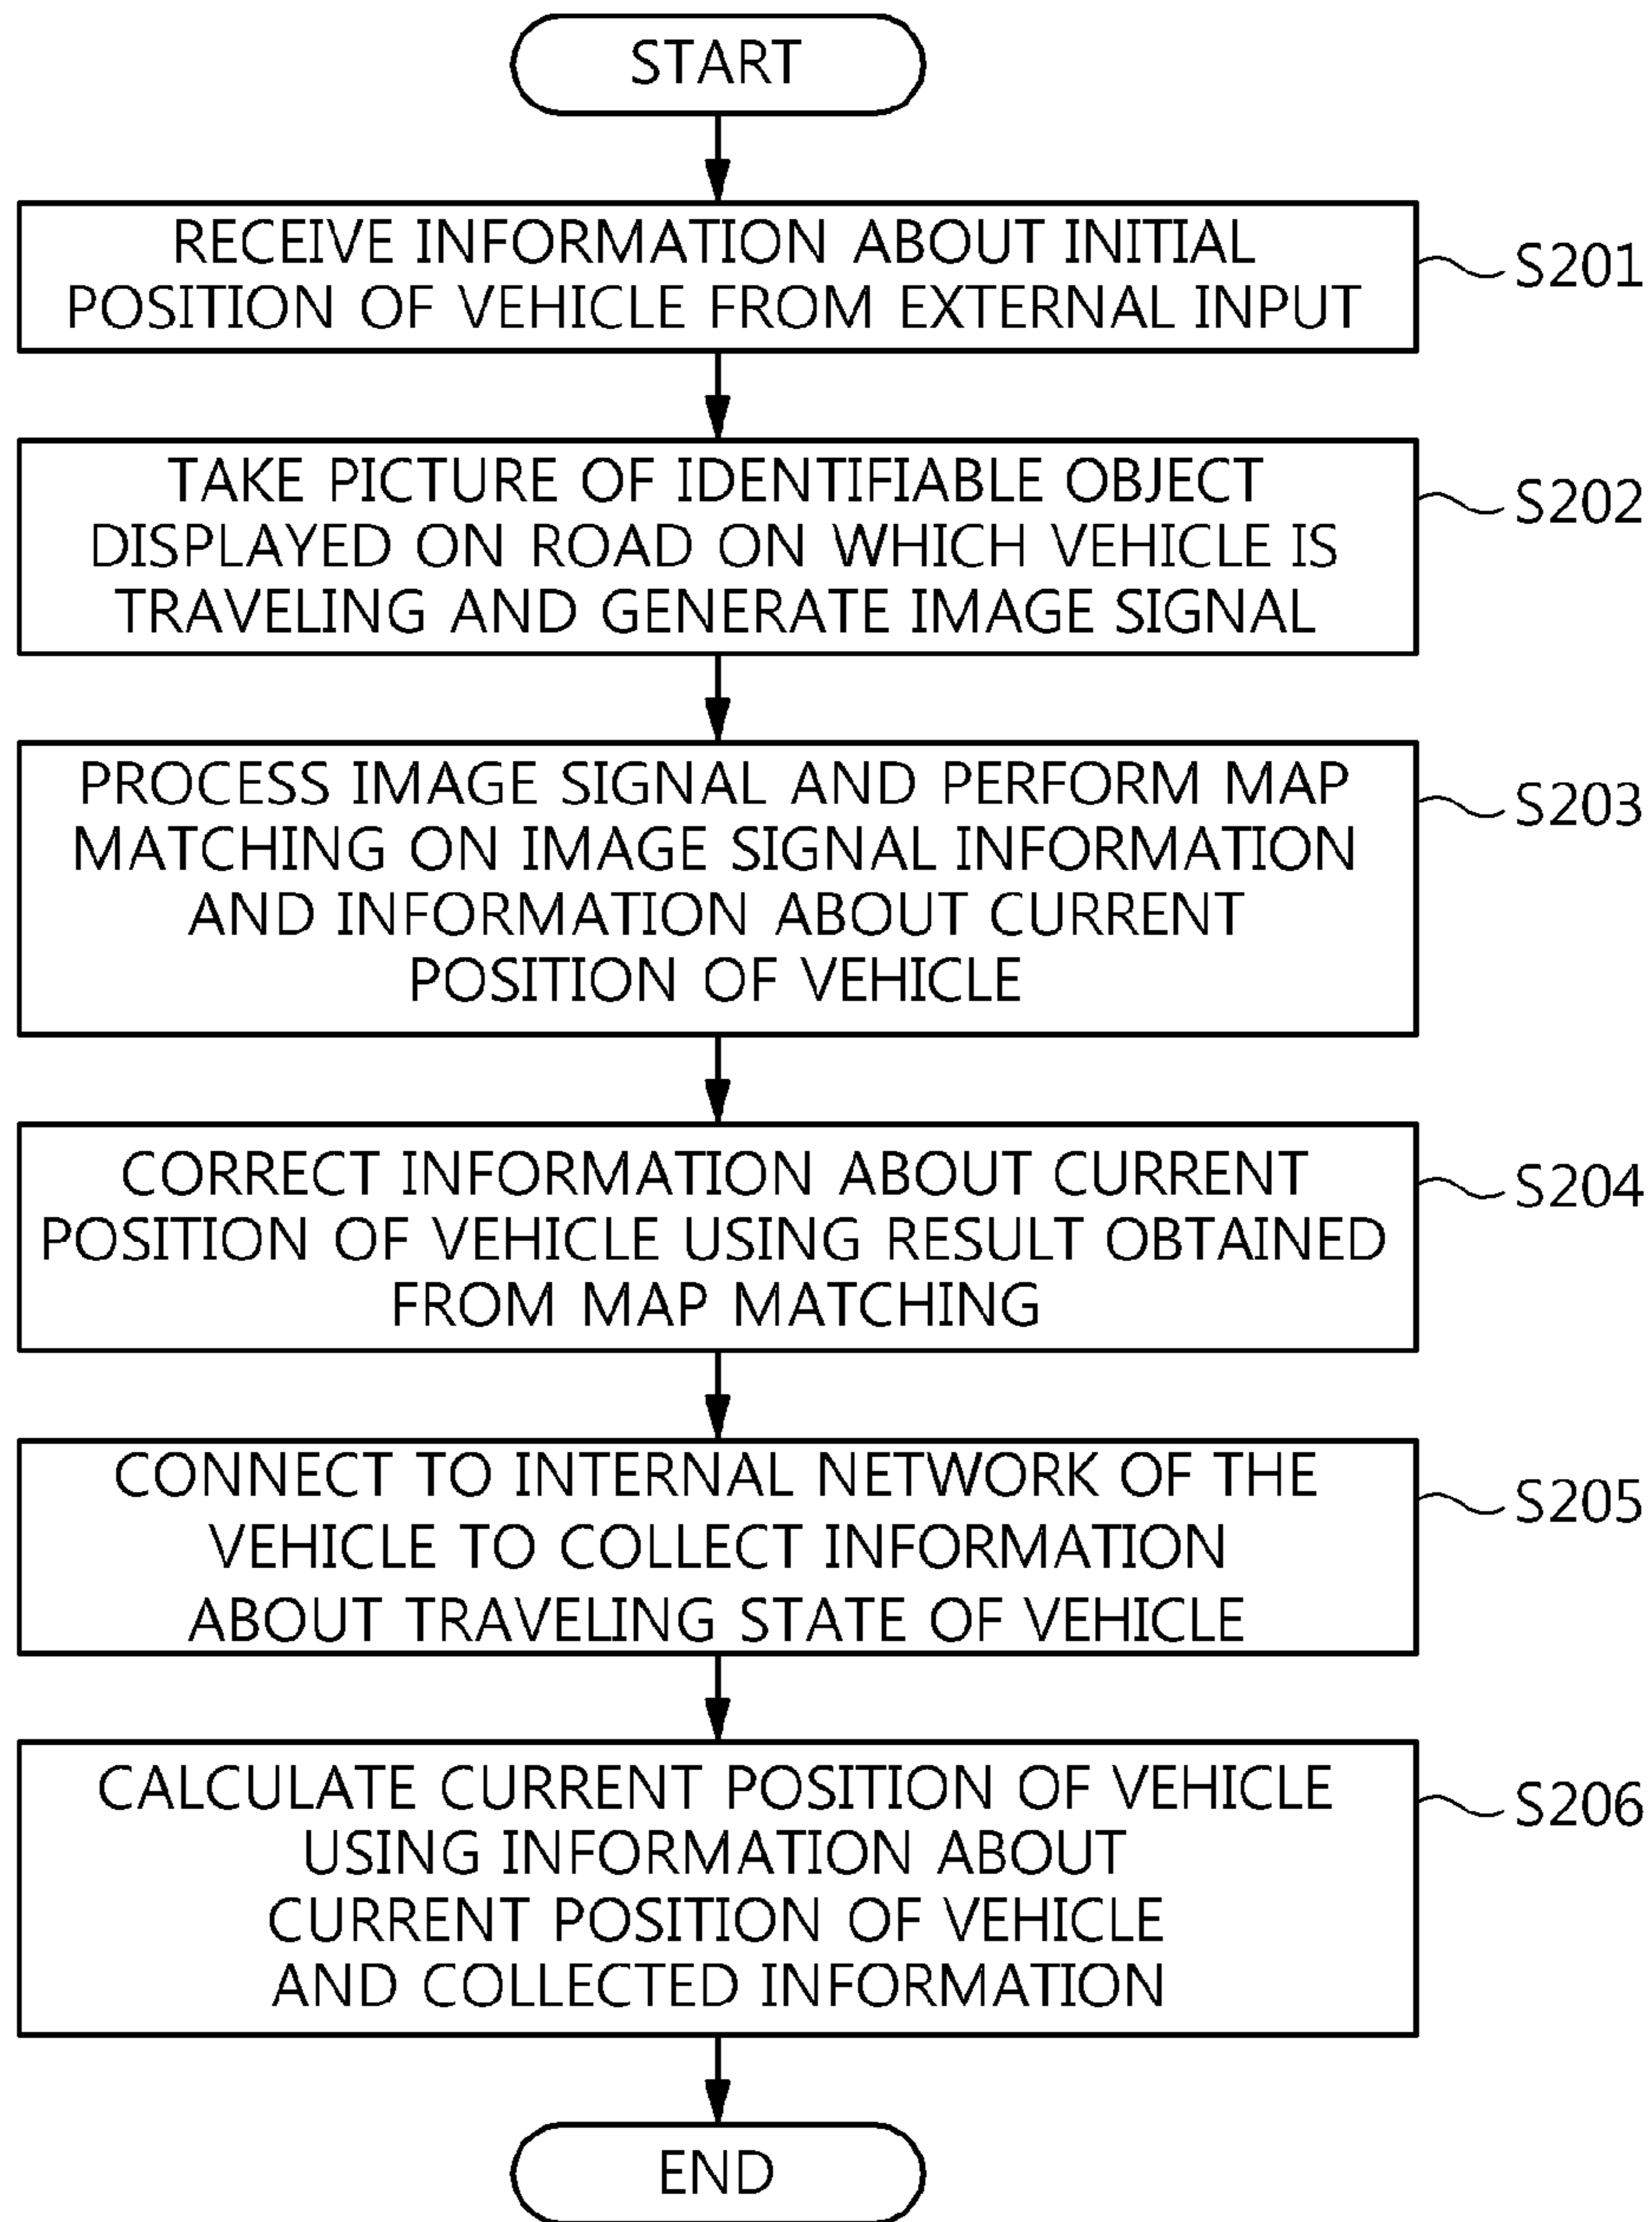 START
RECEIVE INFORMATION ABOUT INITIAL
POSITION OF VEHICLE FROM EXTERNAL INPUT
S201
TAKE PICTURE OF IDENTIFIABLE OBJECT
DISPLAYED ON ROAD ON WHICH VEHICLE IS
TRAVELING AND GENERATE IMAGE SIGNAL
S202
PROCESS IMAGE SIGNAL AND PERFORM MAP
MATCHING ON IMAGE SIGNAL INFORMATION
AND INFORMATION ABOUT CURRENT
POSITION OF VEHICLE
S203
CORRECT INFORMATION ABOUT CURRENT
POSITION OF VEHICLE USING RESULT OBTAINED
FROM MAP MATCHING
S204
CONNECT TO INTERNAL NETWORK OF THE
VEHICLE TO COLLECT INFORMATION
ABOUT TRAVELING STATE OF VEHICLE
S205
CALCULATE CURRENT POSITION OF VEHICLE
USING INFORMATION ABOUT
CURRENT POSITION OF VEHICLE
AND COLLECTED INFORMATION
S206
END